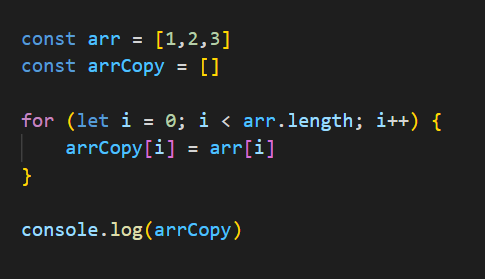 const arr = [1,2,3]
const arrCopy = []

for (let i = 0; i < arr.length; i++) {
    arrCopy[i] = arr[i]
}

console.log(arrCopy)